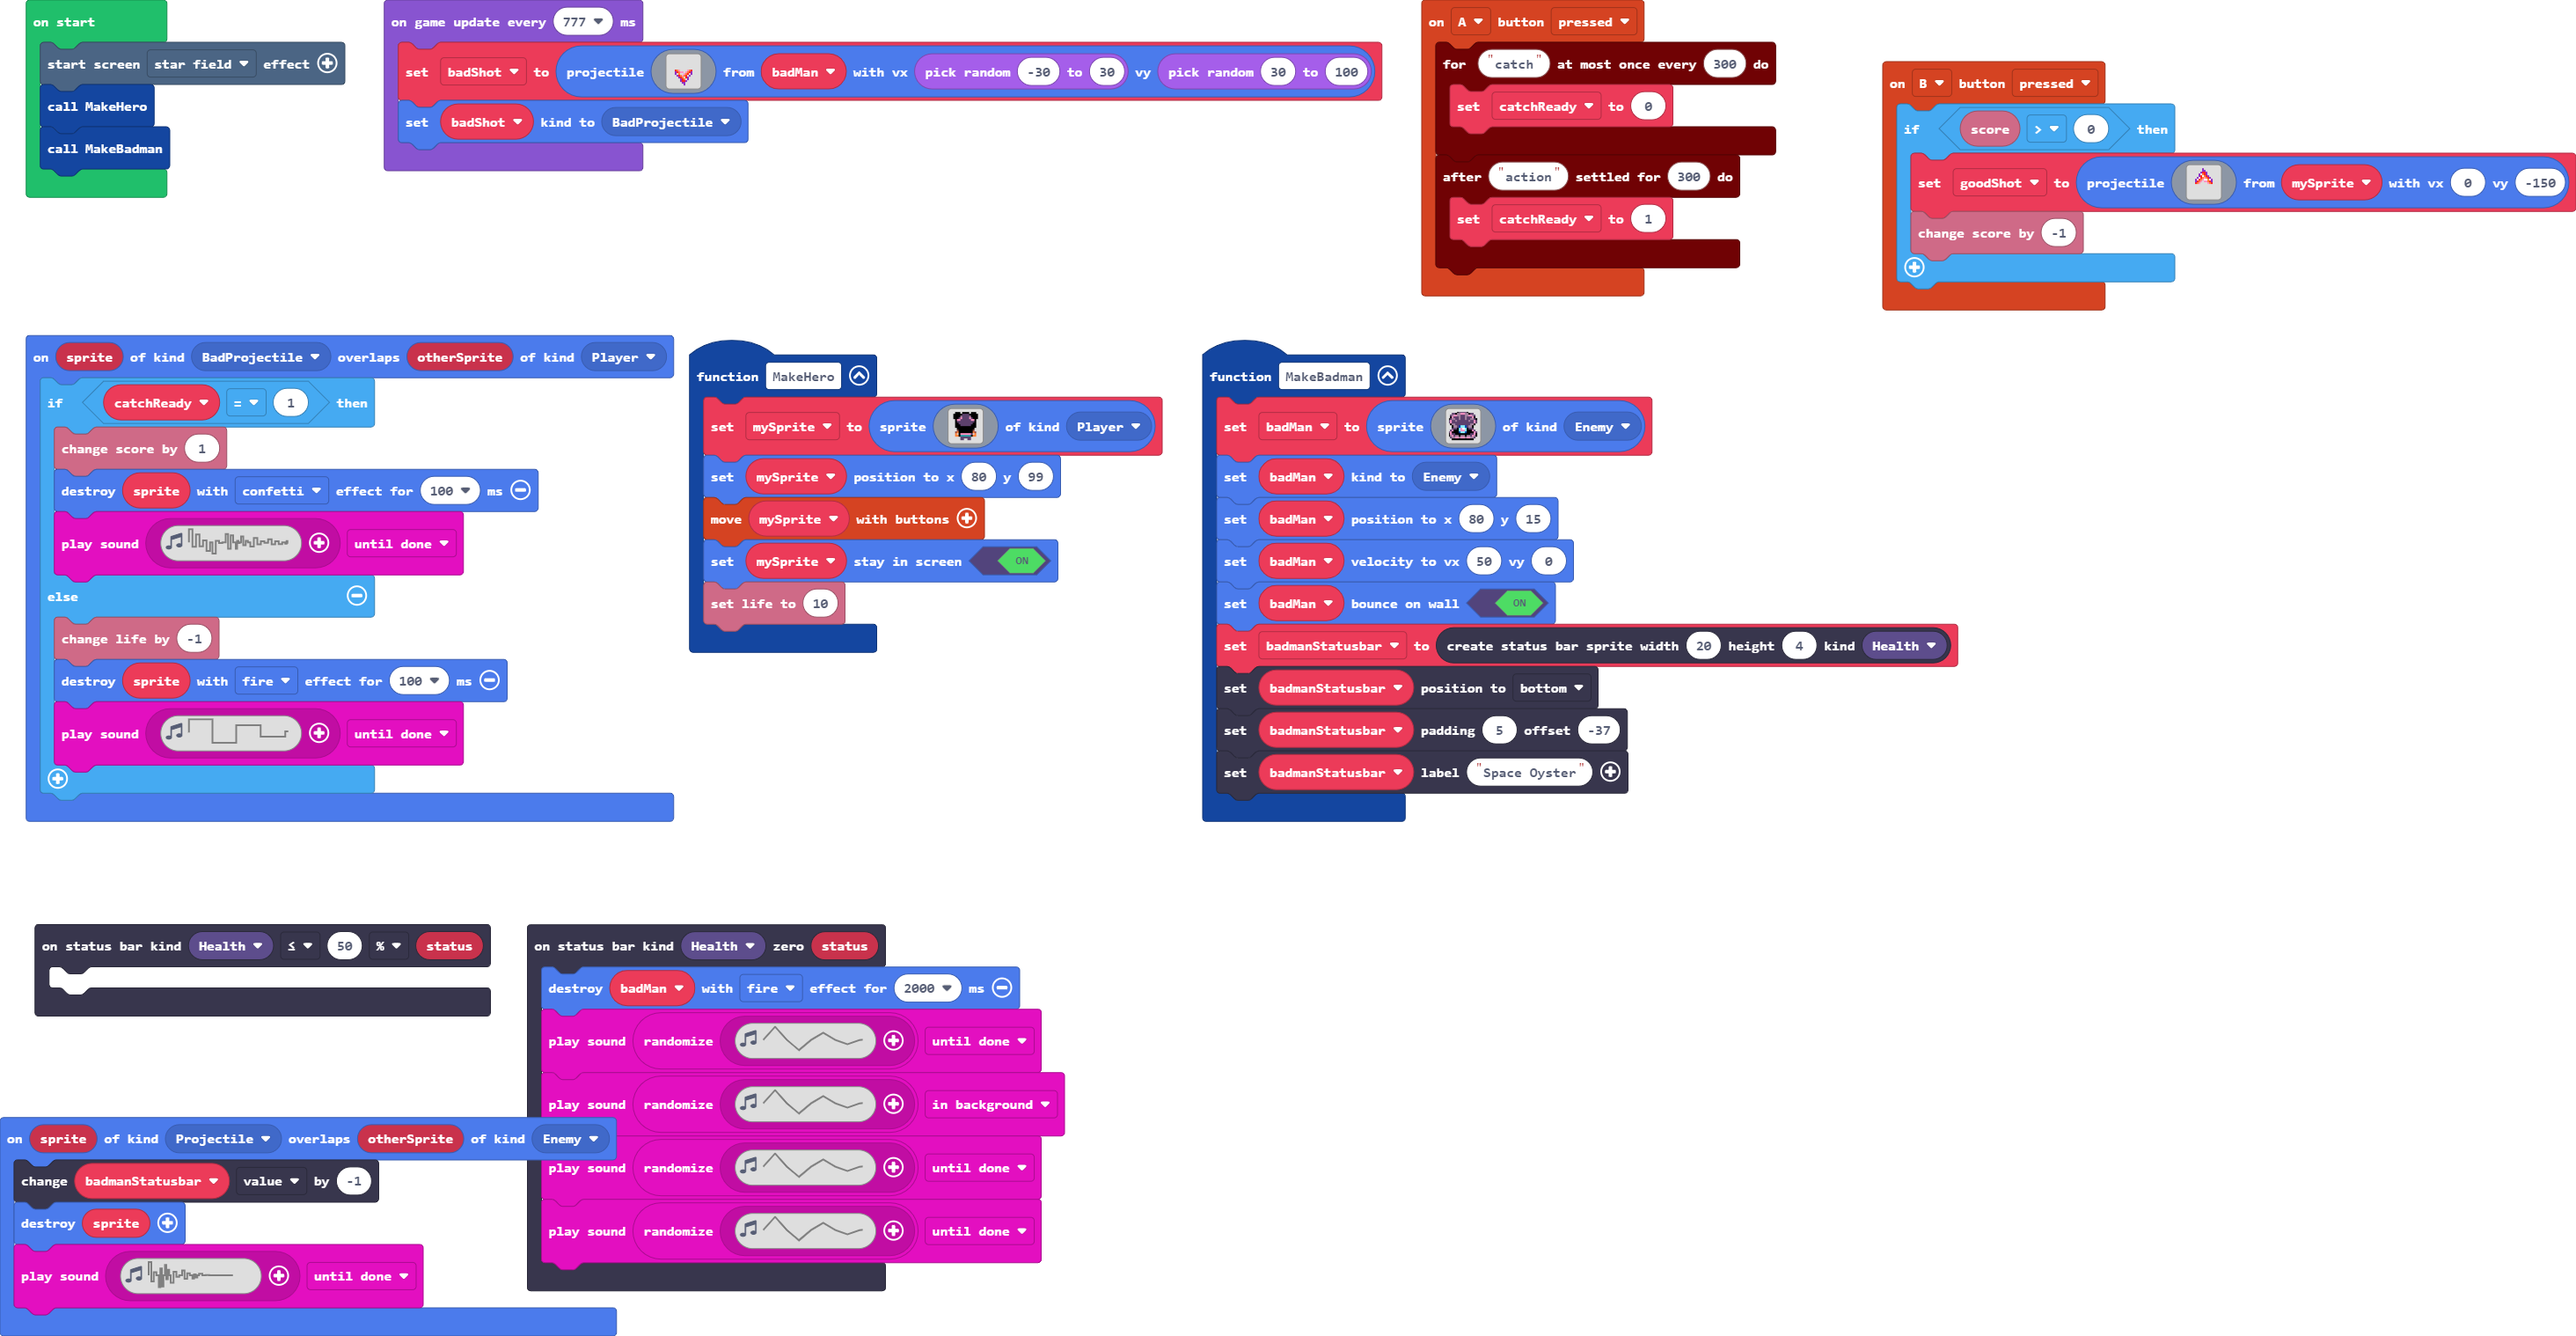 on start
start screen star field effect
call MakeHero
call MakeBadman
on game update every 777 ms
set badShot to projectile from badMan with vx pick random -30 to 30 vy pick random 30 to 100
set badShot kind to BadProjectile
on A button pressed
for "catch" at most once every 300 do
set catchReady to 0
after "action" settled for 300 do
set catchReady to 1
on B button pressed
if score > 0 then
set goodShot to projectile from mySprite with vx 0 vy -150
change score by -1
on sprite of kind BadProjectile overlaps otherSprite of kind Player
if catchReady = 1 then
change score by 1
destroy sprite with confetti effect for 100 ms
play sound until done
else
change life by -1
destroy sprite with fire effect for 100 ms
play sound until done
function MakeHero
set mySprite to sprite of kind Player
set mySprite position to x 80 y 99
move mySprite with buttons
set mySprite stay in screen ON
set life to 10
function MakeBadman
set badMan to sprite of kind Enemy
set badMan kind to Enemy
set badMan position to x 80 y 15
set badMan velocity to vx 50 vy 0
set badMan bounce on wall ON
set badmanStatusbar to create status bar sprite width 20 height 4 kind Health
set badmanStatusbar position to bottom
set badmanStatusbar padding 5 offset -37
set badmanStatusbar label "Space Oyster"
on status bar kind Health ≤ 50 % status
on status bar kind Health zero status
destroy badMan with fire effect for 2000 ms
play sound randomize until done
play sound randomize in background
play sound randomize until done
play sound randomize until done
on sprite of kind Projectile overlaps otherSprite of kind Enemy
change badmanStatusbar value by -1
destroy sprite
play sound until done